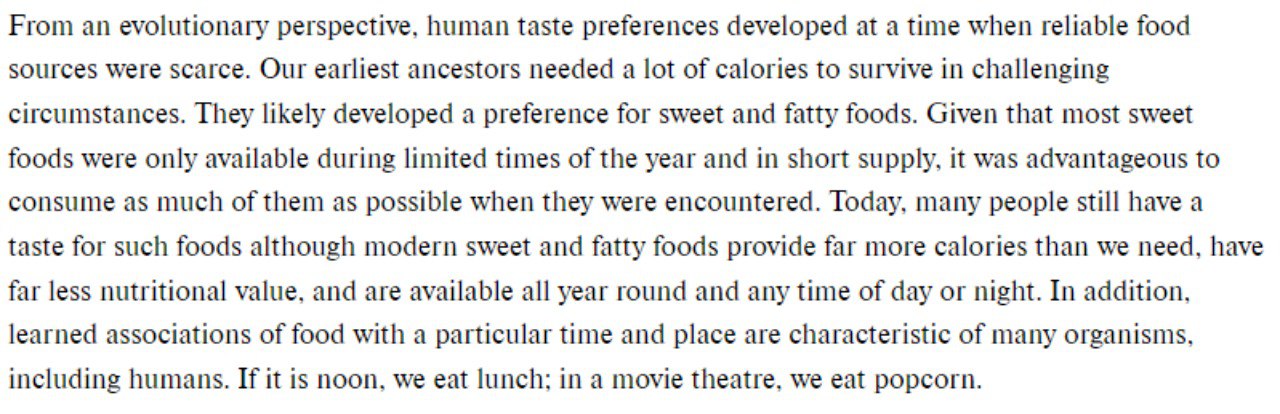 From an evolutionary perspective, human taste preferences developed at a time when reliable food
sources were scarce. Our earliest ancestors needed a lot of calories to survive in challenging
circumstances. They likely developed a preference for sweet and fatty foods. Given that most sweet
foods were only available during limited times of the year and in short supply, it was advantageous to
consume as much of them as possible when they were encountered. Today, many people still have a
taste for such foods although modern sweet and fatty foods provide far more calories than we need, have
far less nutritional value, and are available all year round and any time of day or night. In addition,
learned associations of food with a particular time and place are characteristic of many organisms,
including humans. If it is noon, we eat lunch; in a movie theatre, we eat popcorn.